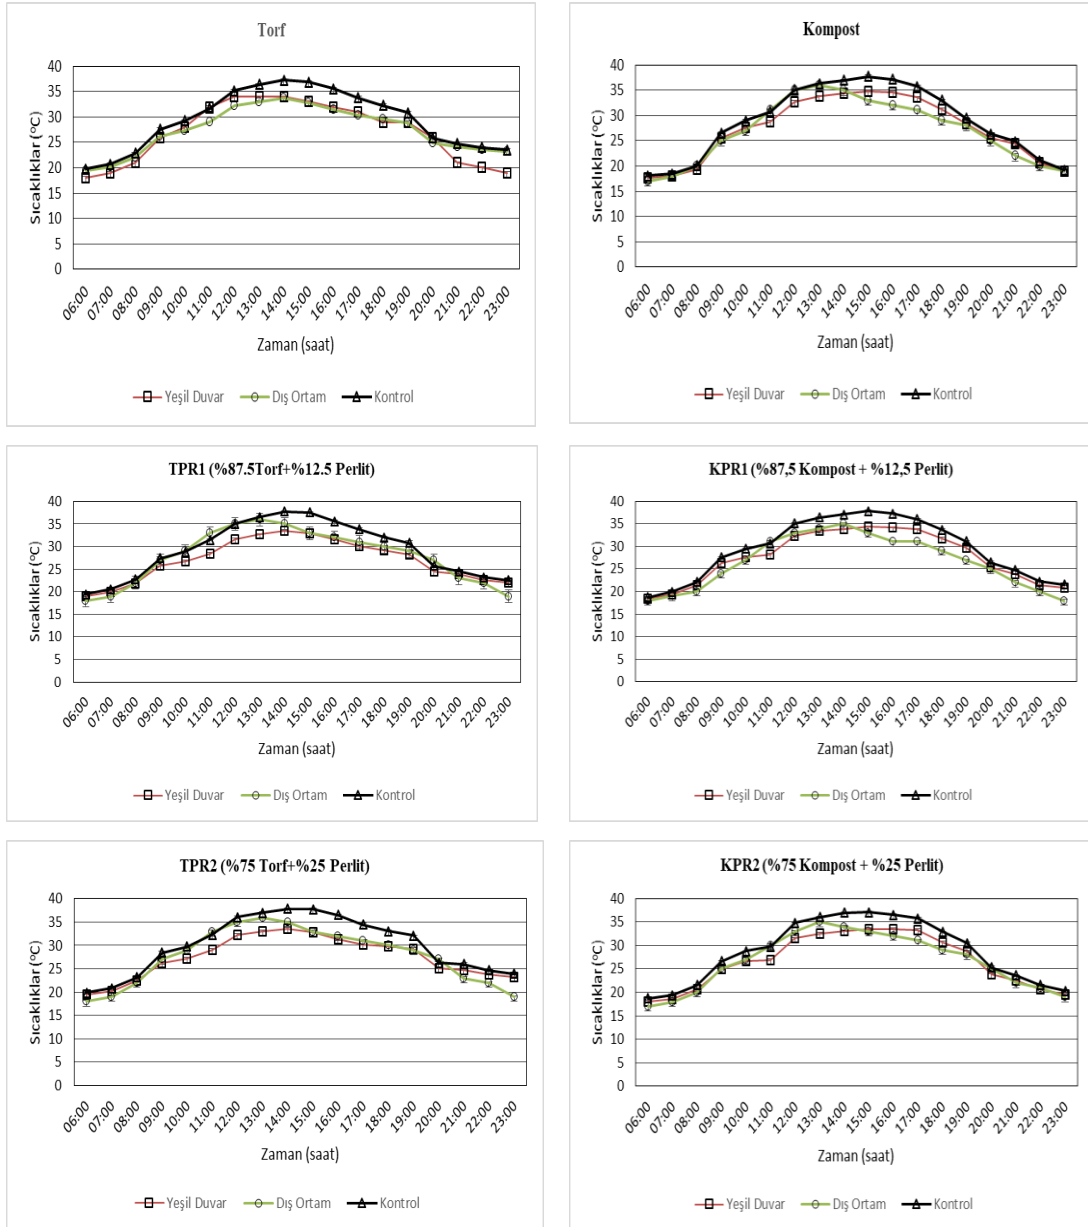 Torf
Sıcaklıklar (°C)
40
35
30
25
20
15
10
5
0
06:00 07:00 08:00 09:00 10:00 11:00 12:00 13:00 14:00 15:00 16:00 17:00 18:00 19:00 20:00 21:00 22:00 23:00
Zaman (saat)
Yeşil Duvar Dış Ortam Kontrol
Kompost
Sıcaklıklar (°C)
40
35
30
25
20
15
10
5
0
06:00 07:00 08:00 09:00 10:00 11:00 12:00 13:00 14:00 15:00 16:00 17:00 18:00 19:00 20:00 21:00 22:00 23:00
Zaman (saat)
Yeşil Duvar Dış Ortam Kontrol
TPR1 (%87.5Torf+%12.5 Perlit)
Sıcaklıklar (°C)
40
35
30
25
20
15
10
5
0
06:00 07:00 08:00 09:00 10:00 11:00 12:00 13:00 14:00 15:00 16:00 17:00 18:00 19:00 20:00 21:00 22:00 23:00
Zaman (saat)
Yeşil Duvar Dış Ortam Kontrol
KPR1 (%87,5 Kompost + %12,5 Perlit)
Sıcaklıklar (°C)
40
35
30
25
20
15
10
5
0
06:00 07:00 08:00 09:00 10:00 11:00 12:00 13:00 14:00 15:00 16:00 17:00 18:00 19:00 20:00 21:00 22:00 23:00
Zaman (saat)
Yeşil Duvar Dış Ortam Kontrol
TPR2 (%75 Torf+%25 Perlit)
Sıcaklıklar (°C)
40
35
30
25
20
15
10
5
0
06:00 07:00 08:00 09:00 10:00 11:00 12:00 13:00 14:00 15:00 16:00 17:00 18:00 19:00 20:00 21:00 22:00 23:00
Zaman (saat)
Yeşil Duvar Dış Ortam Kontrol
KPR2 (%75 Kompost + %25 Perlit)
Sıcaklıklar (°C)
40
35
30
25
20
15
10
5
0
06:00 07:00 08:00 09:00 10:00 11:00 12:00 13:00 14:00 15:00 16:00 17:00 18:00 19:00 20:00 21:00 22:00 23:00
Zaman (saat)
Yeşil Duvar Dış Ortam Kontrol